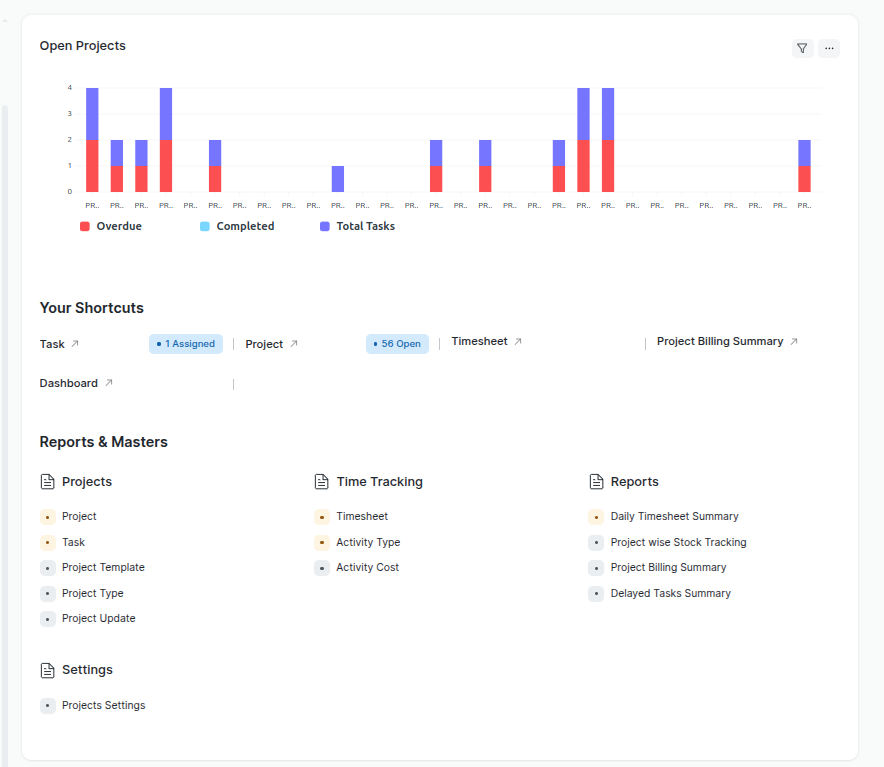 Open Projects
4
3
2
1
0
PR.. PR.. PR.. PR.. PR.. PR.. PR.. PR.. PR.. PR.. PR.. PR.. PR.. PR.. PR.. PR.. PR.. PR.. PR.. PR.. PR.. PR.. PR.. PR.. PR.. PR.. PR.. PR.. PR.. PR..
Overdue Completed Total Tasks
Your Shortcuts
Task 1 Assigned Project 56 Open Timesheet Project Billing Summary
Dashboard
Reports & Masters
Projects
Project
Task
Project Template
Project Type
Project Update
Time Tracking
Timesheet
Activity Type
Activity Cost
Reports
Daily Timesheet Summary
Project wise Stock Tracking
Project Billing Summary
Delayed Tasks Summary
Settings
Projects Settings